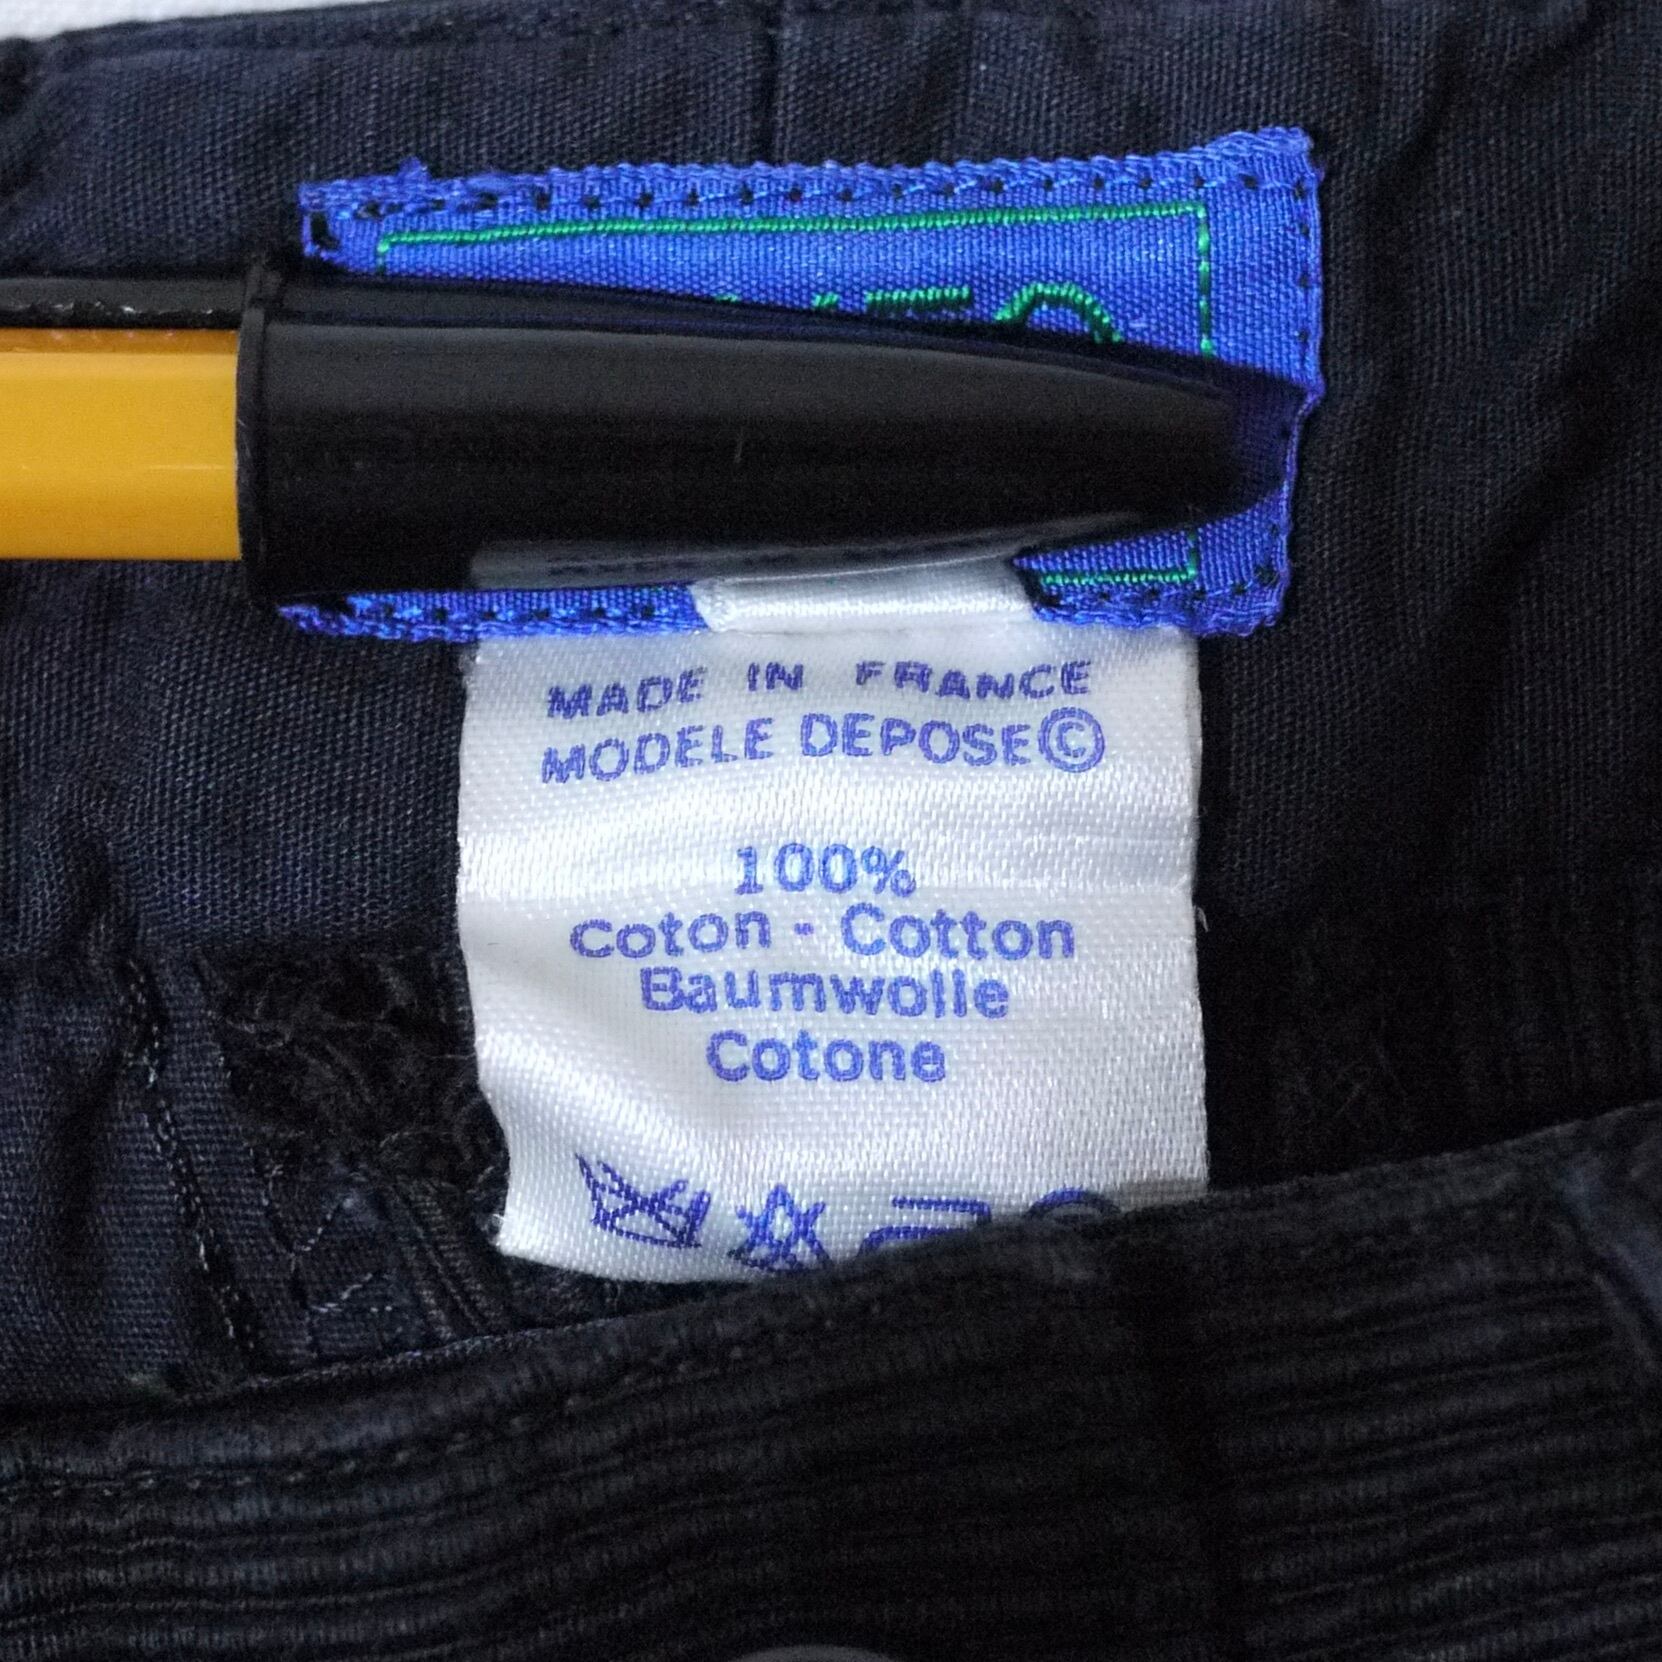 MADE IN FRANCE
MODELE DEPOSE©
100%
Coton - Cotton
Baumwolle
Cotone